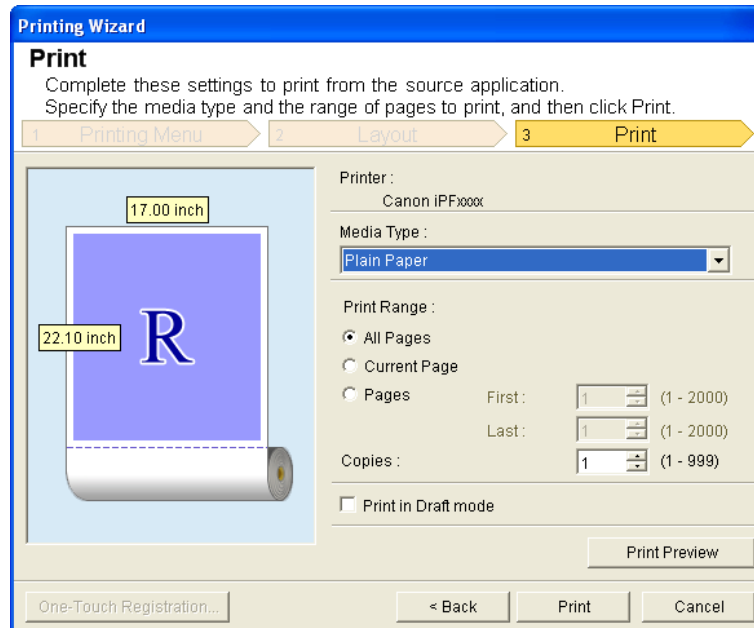 Printing Wizard
Print
Complete these settings to print from the source application.
Specify the media type and the range of pages to print, and then click Print.
1 Printing Menu 2 Layout 3 Print
Printer :
Canon iPFxxxx
17.00 inch
Media Type :
Plain Paper
Print Range :
All Pages
22.10 inch
R
Current Page
Pages First : 1 (1 - 2000)
Last : 1 (1 - 2000)
Copies : 1 (1 - 999)
Print in Draft mode
Print Preview
One-Touch Registration... < Back Print Cancel